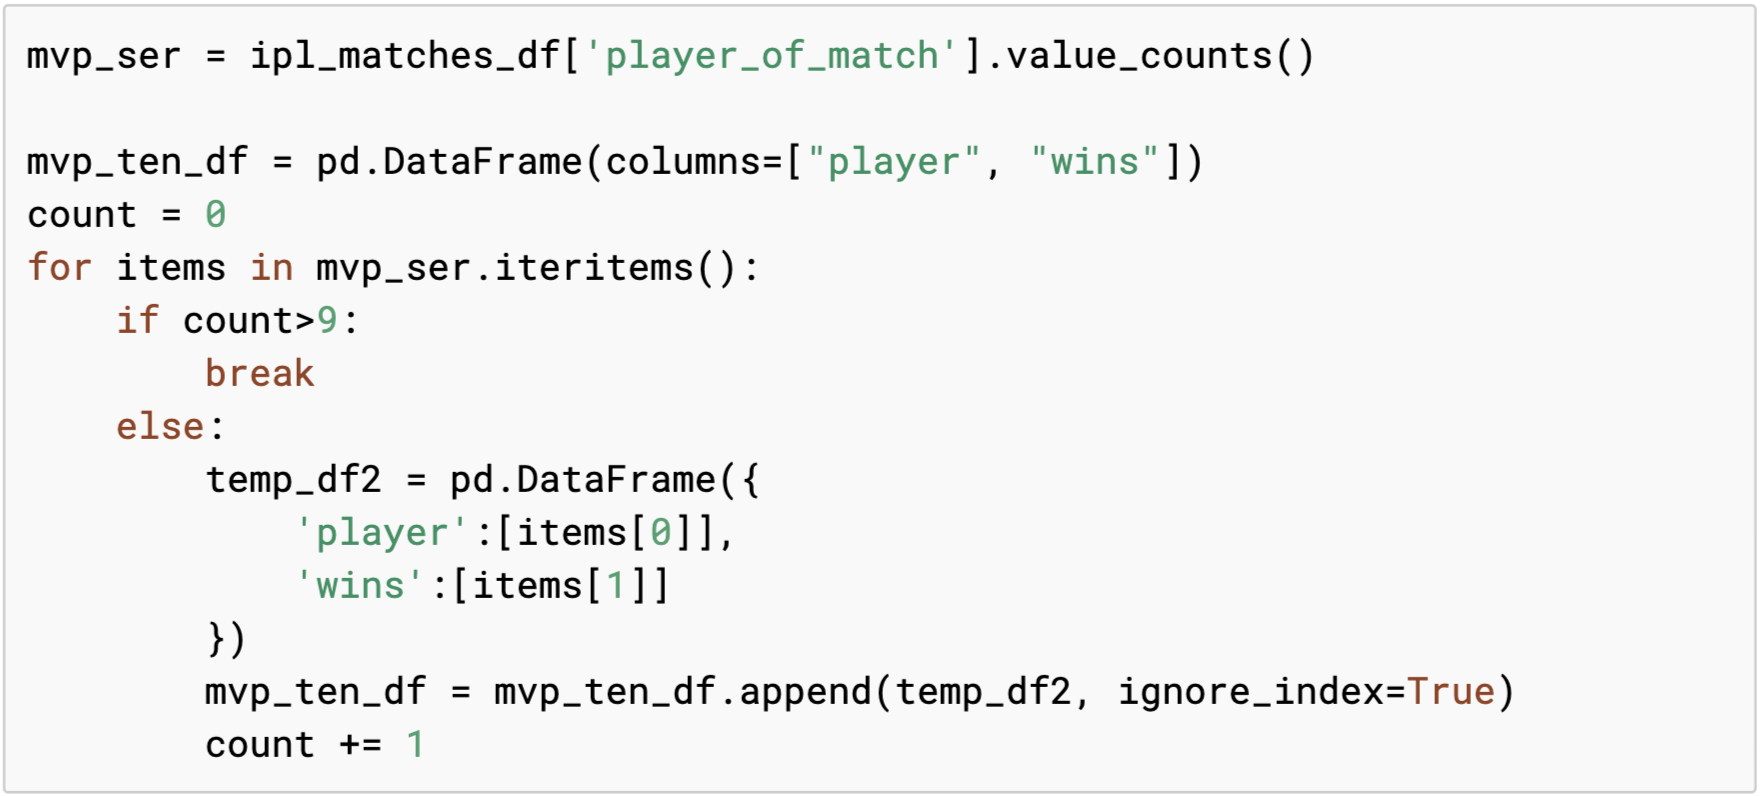 mvp_ser = ipl_matches_df['player_of_match'].value_counts()

mvp_ten_df = pd.DataFrame(columns=["player", "wins"])
count = 0
for items in mvp_ser.iteritems():
    if count>9:
        break
    else:
        temp_df2 = pd.DataFrame({
            'player':[items[0]],
            'wins':[items[1]]
        })
        mvp_ten_df = mvp_ten_df.append(temp_df2, ignore_index=True)
        count += 1